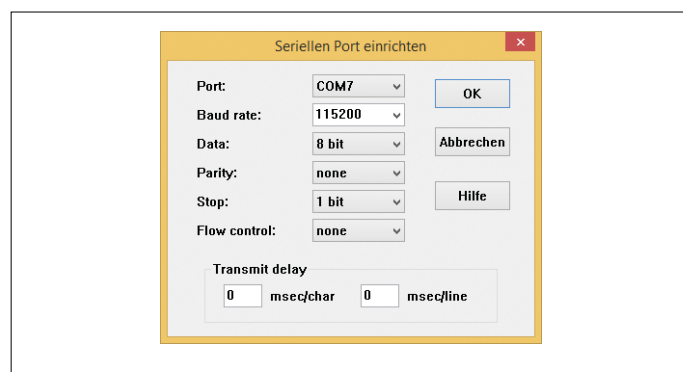 Seriellen Port einrichten
Port: COM7 OK
Baud rate: 115200
Data: 8 bit Abbrechen
Parity: none
Stop: 1 bit Hilfe
Flow control: none
Transmit delay
0 msec/char 0 msec/line